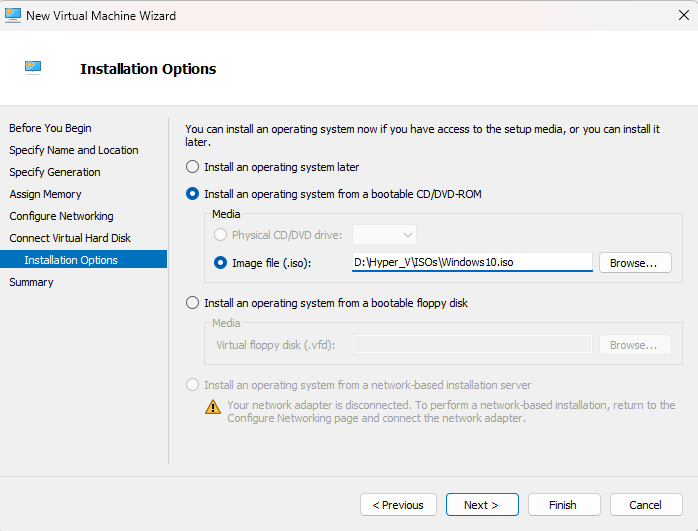 New Virtual Machine Wizard
Installation Options
Before You Begin
Specify Name and Location
Specify Generation
Assign Memory
Configure Networking
Connect Virtual Hard Disk
Installation Options
Summary
You can install an operating system now if you have access to the setup media, or you can install it
later.
Install an operating system later
Install an operating system from a bootable CD/DVD-ROM
Media
Physical CD/DVD drive:
Image file (.iso): D:\Hyper_V\ISOs\Windows10.iso Browse...
Install an operating system from a bootable floppy disk
Media
Virtual floppy disk (.vfd): Browse...
Install an operating system from a network-based installation server
Your network adapter is disconnected. To perform a network-based installation, return to the
Configure Networking page and connect the network adapter.
< Previous Next > Finish Cancel